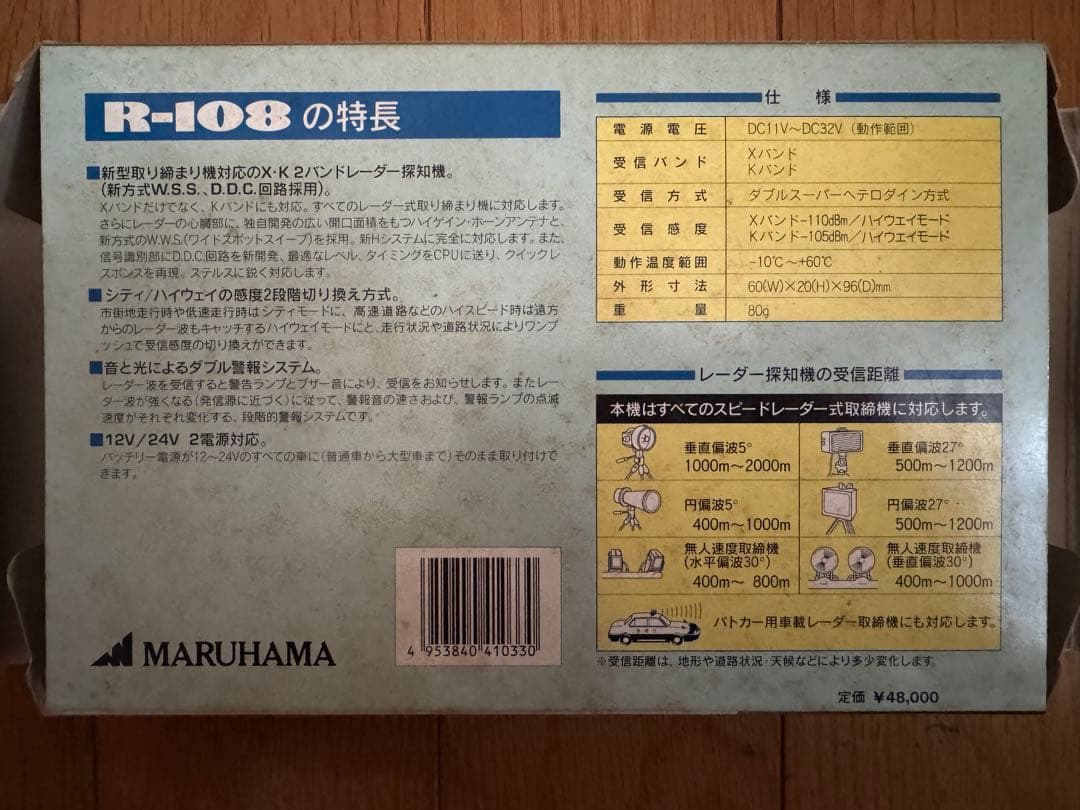 R-108の特長
■新型取り締まり機対応のX・K 2バンドレーダー探知機。
(新方式W.S.S.、D.D.C.回路採用)。
Xバンドだけでなく、Kバンドにも対応。すべてのレーダー式取り締まり機に対応します。
さらにレーダーの心臓部に、独自開発の広い開口面積をもつハイゲイン・ホーンアンテナと、
新方式のW.W.S.(ワイドスポットスイープ)を採用。新Hシステムに完全に対応します。また、
信号識別部にD.D.C.回路を新開発、最適なレベル、タイミングをCPUに送り、クイックレ
スポンスを再現。ステルスに鋭く対応します。
■シティ/ハイウェイの感度2段階切り換え方式。
市街地走行時や低速走行時はシティモードに、高速道路などのハイスピード時は遠方
からのレーダー波もキャッチするハイウェイモードにと、走行状況や道路状況によりワンプ
ッシュで受信感度の切り換えができます。
■音と光によるダブル警報システム。
レーダー波を受信すると警告ランプとブザー音により、受信をお知らせします。またレー
ダー波が強くなる(発信源に近づく)に従って、警報音の速さおよび、警報ランプの点滅
速度がそれぞれ変化する、段階的警報システムです。
■12V/24V 2電源対応。
バッテリー電源が12〜24Vのすべての車に(普通車から大型車まで)そのまま取り付けで
きます。
4 953840 410330
MARUHAMA
仕 様
電源電圧 DC11V〜DC32V(動作範囲)
受信バンド Xバンド
Kバンド
受信方式 ダブルスーパーヘテロダイン方式
受信感度 Xバンド-110dBm/ハイウェイモード
Kバンド-105dBm/ハイウェイモード
動作温度範囲 -10℃〜+60℃
外形寸法 60(W)×20(H)×96(D)mm
重量 80g
レーダー探知機の受信距離
本機はすべてのスピードレーダー式取締機に対応します。
垂直偏波5°
1000m〜2000m
垂直偏波27°
500m〜1200m
円偏波5°
400m〜1000m
円偏波27°
500m〜1200m
無人速度取締機
(水平偏波30°)
400m〜 800m
無人速度取締機
(垂直偏波30°)
400m〜1000m
パトカー用車載レーダー取締機にも対応します。
※受信距離は、地形や道路状況・天候などにより多少変化します。
定価 ¥48,000